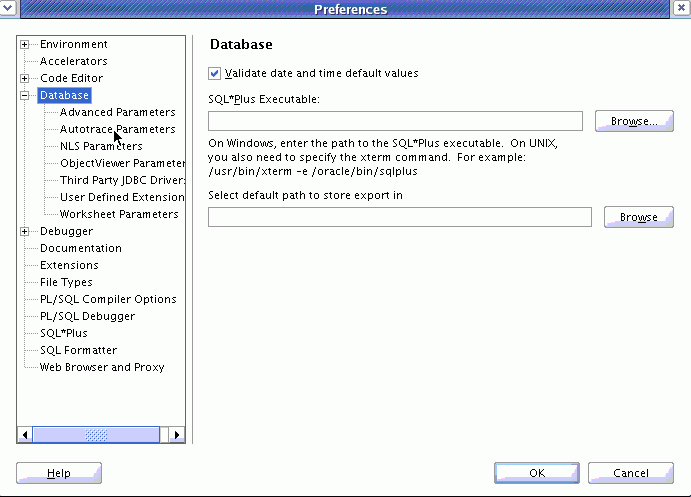 Preferences
Environment
Accelerators
Code Editor
Database
Advanced Parameters
Autotrace Parameters
NLS Parameters
ObjectViewer Parameter
Third Party JDBC Driver
User Defined Extension
Worksheet Parameters
Debugger
Documentation
Extensions
File Types
PL/SQL Compiler Options
PL/SQL Debugger
SQL*Plus
SQL Formatter
Web Browser and Proxy
Database
Validate date and time default values
SQL*Plus Executable:
Browse...
On Windows, enter the path to the SQL*Plus executable. On UNIX,
you also need to specify the xterm command. For example:
/usr/bin/xterm -e /oracle/bin/sqlplus
Select default path to store export in
Browse
Help
OK
Cancel